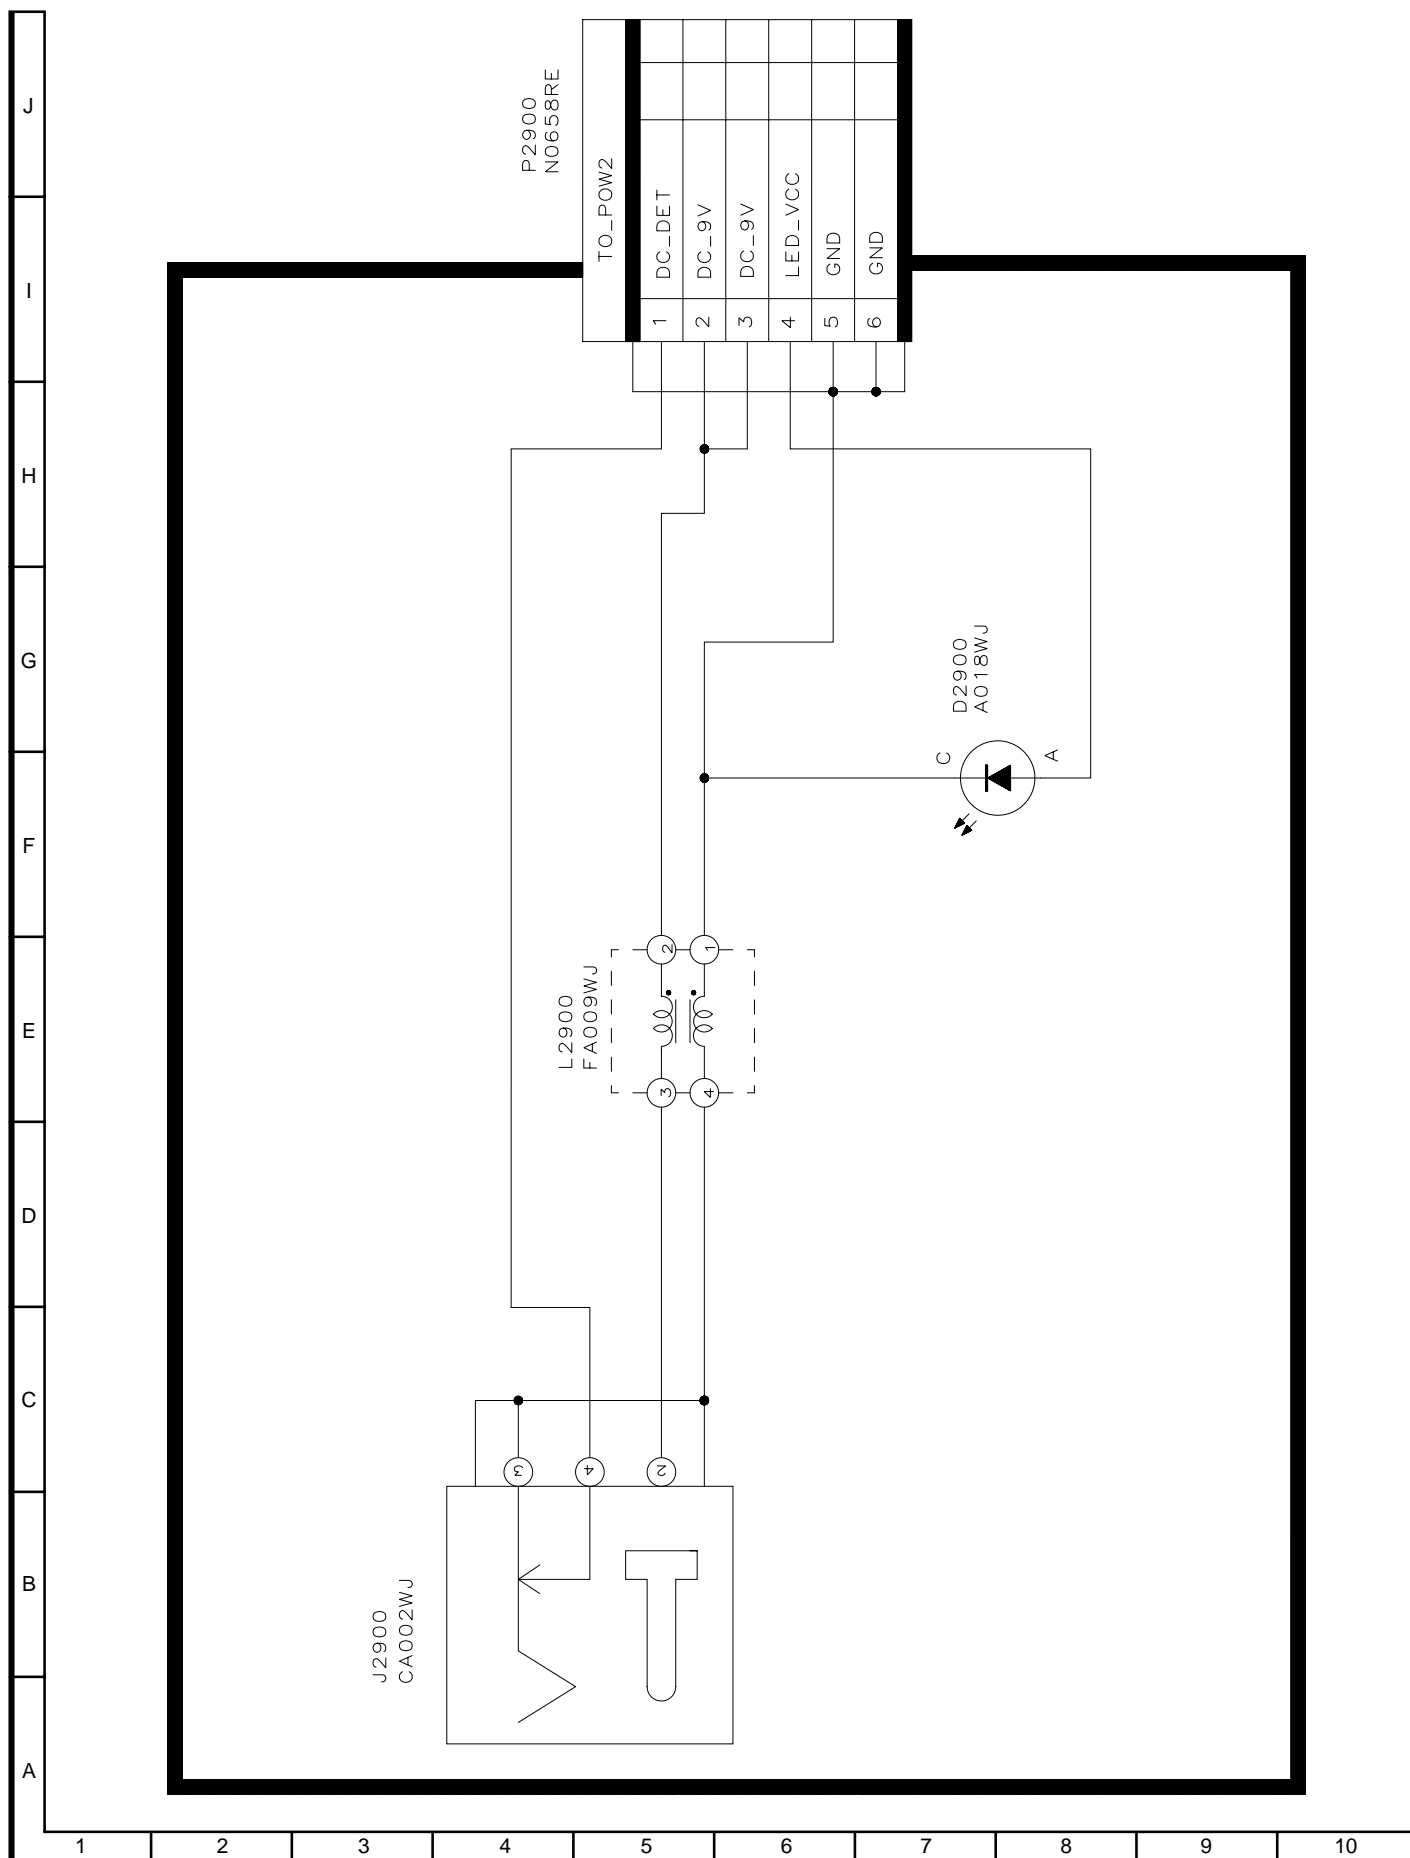 J
I
H
G
F
E
D
C
B
A
1
2
3
4
5
6
7
8
9
10
P2900
N0658RE
TO_POW2
1 DC_DET
2 DC_9V
3 DC_9V
4 LED_VCC
5 GND
6 GND
D2900
A018WJ
C
A
L2900
FA009WJ
2
1
3
4
J2900
CA002WJ
3
4
2